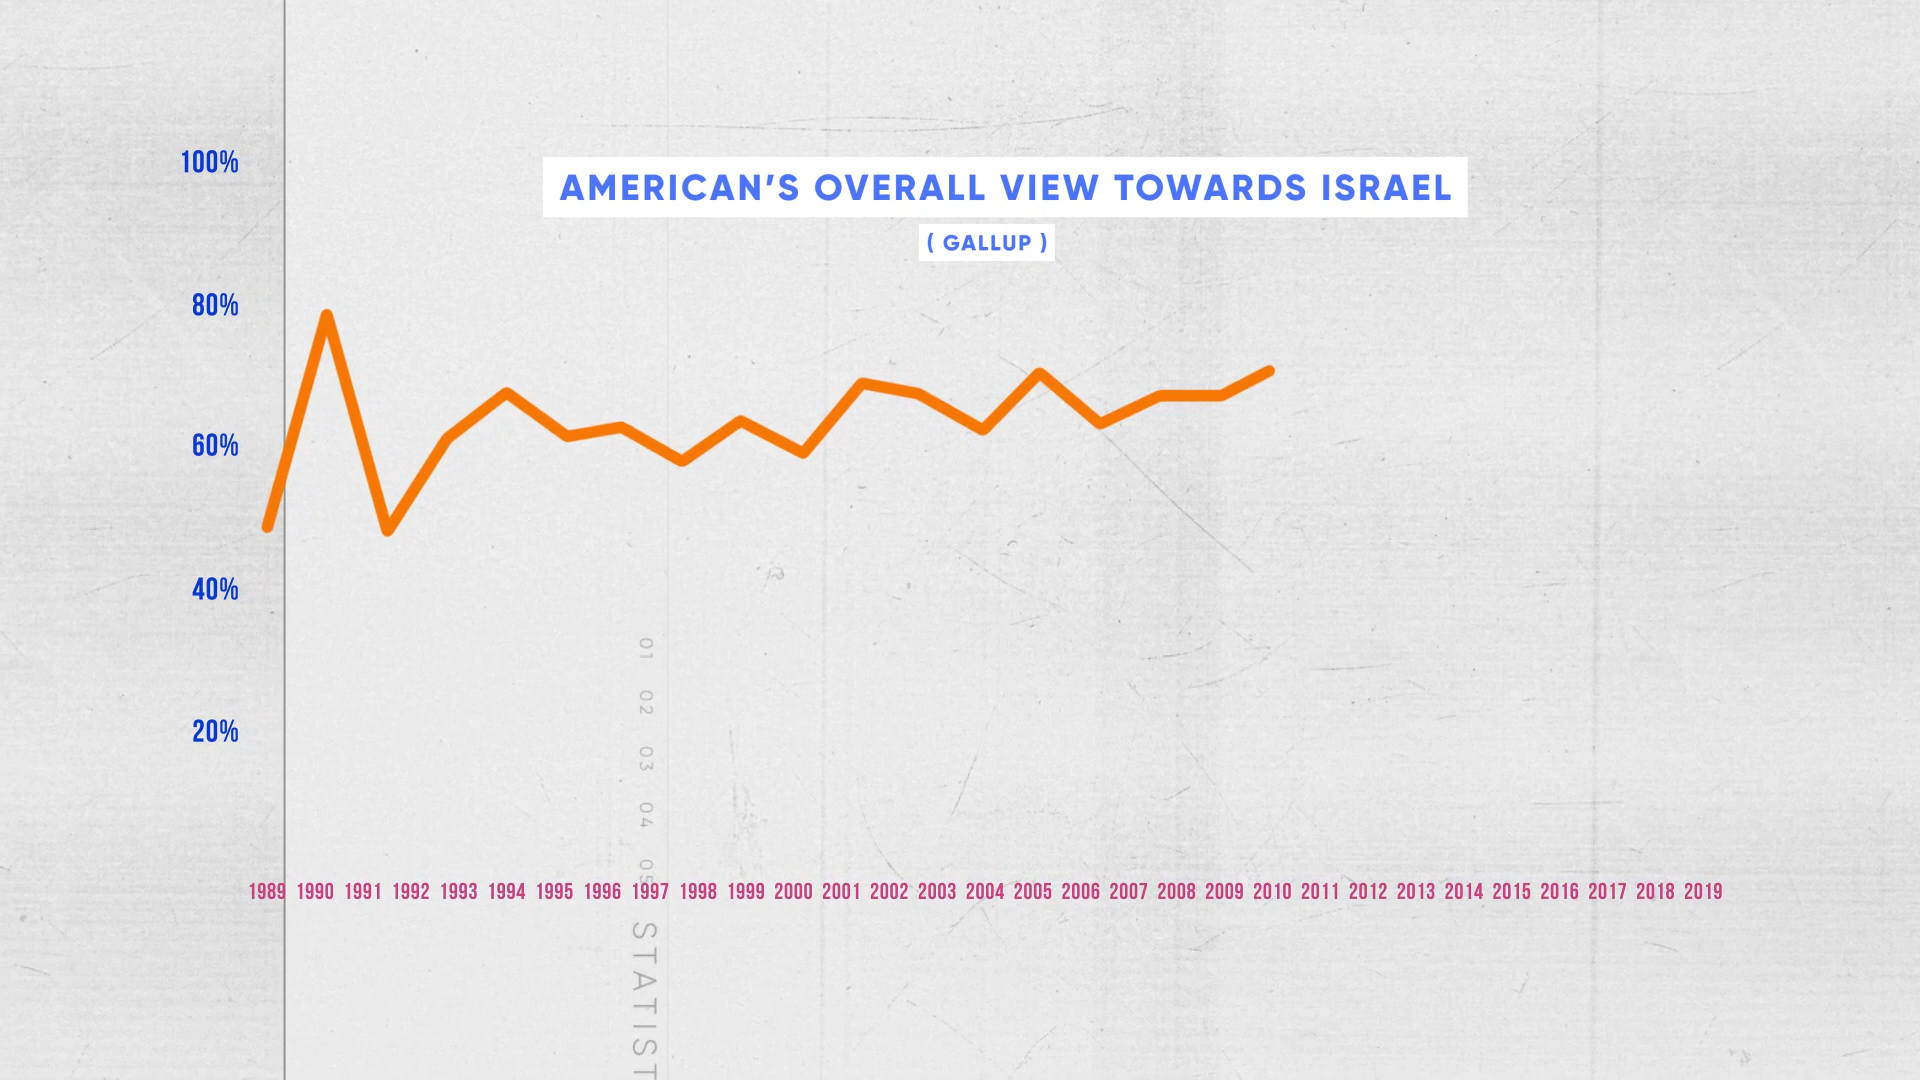 AMERICAN'S OVERALL VIEW TOWARDS ISRAEL
( GALLUP )
100%
80%
60%
40%
20%
01 02 03 04 05
1989 1990 1991 1992 1993 1994 1995 1996 1997 1998 1999 2000 2001 2002 2003 2004 2005 2006 2007 2008 2009 2010 2011 2012 2013 2014 2015 2016 2017 2018 2019
STATIST